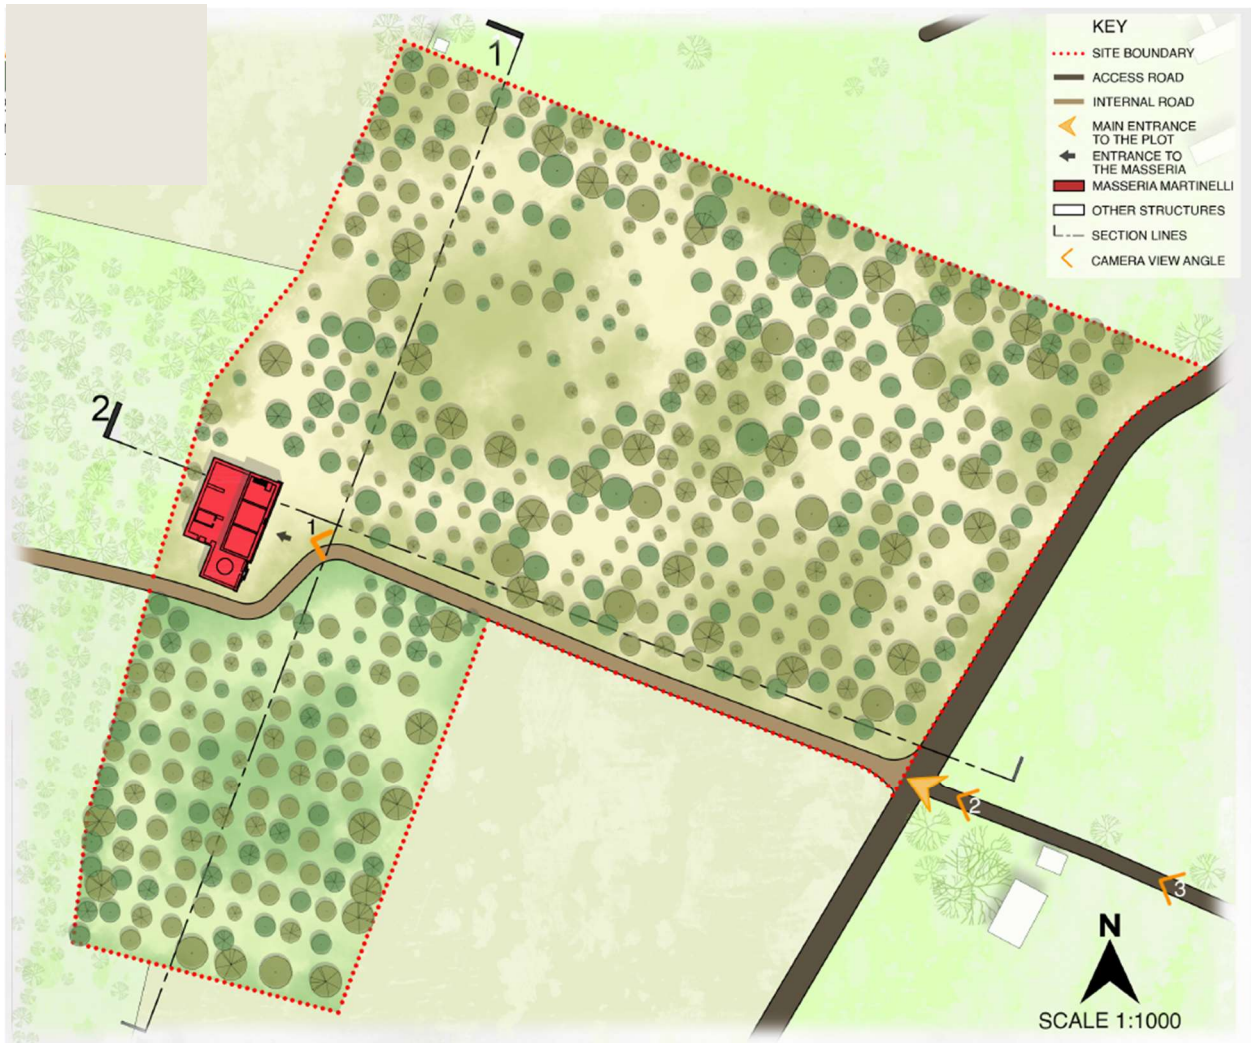 1
KEY
SITE BOUNDARY
ACCESS ROAD
INTERNAL ROAD
MAIN ENTRANCE
TO THE PLOT
ENTRANCE TO
THE MASSERIA
MASSERIA MARTINELLI
OTHER STRUCTURES
SECTION LINES
CAMERA VIEW ANGLE
2
1
2
3
N
SCALE 1:1000